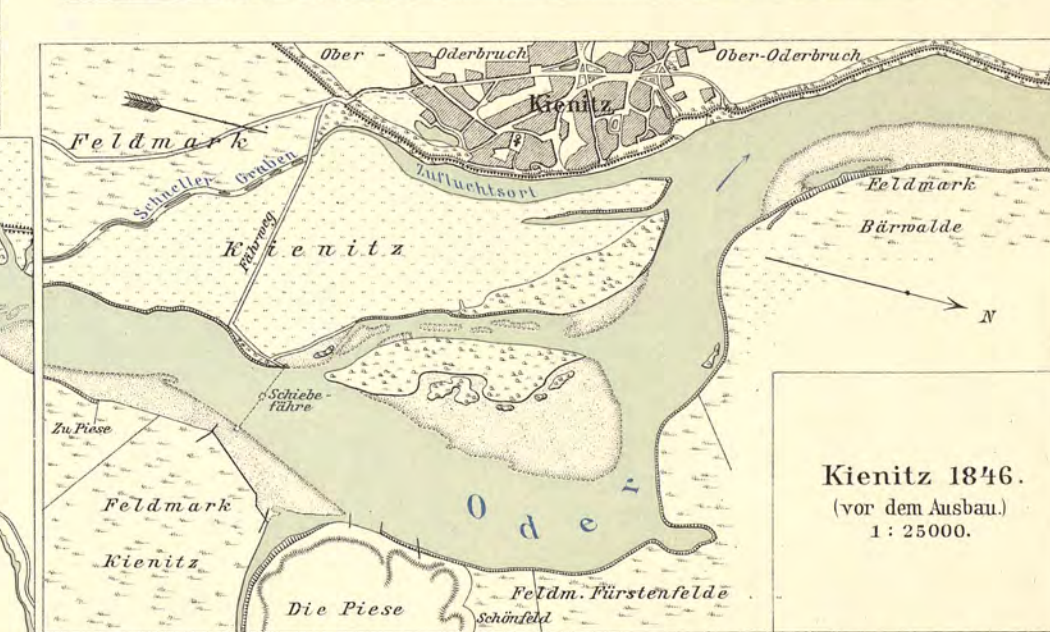 Ober-
Oderbruch
Ober-Oderbruch
Kienitz
Feldmark
Schneller Graben
Zufluchtsort
Feldmark
Bärwalde
Fährweg
Kienitz
N
Schiebe-
fähre
Zu Piese
Kienitz 1846.
(vor dem Ausbau.)
1 : 25000.
Oder
Feldmark
Kienitz
Die Piese
Feldm. Fürstenfelde
Schönfeld